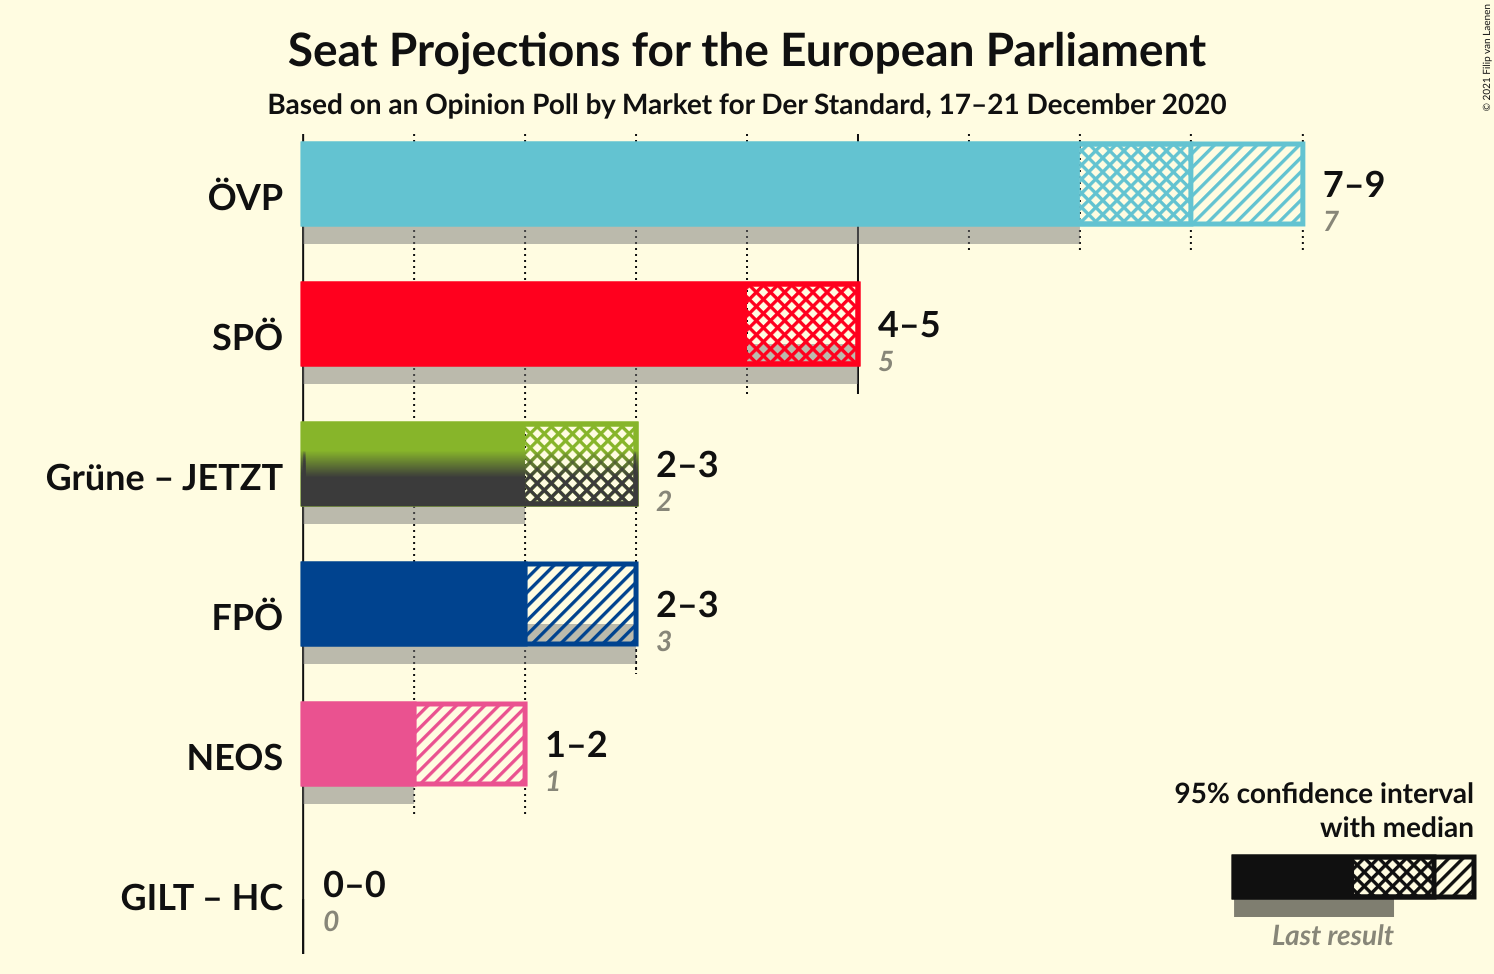 Seat Projections for the European Parliament
Based on an Opinion Poll by Market for Der Standard, 17–21 December 2020
© 2021 Filip van Laenen
ÖVP
7–9
7
SPÖ
4–5
5
Grüne – JETZT
2–3
2
FPÖ
2–3
3
NEOS
1–2
1
GILT – HC
0–0
0
95% confidence interval
with median
Last result